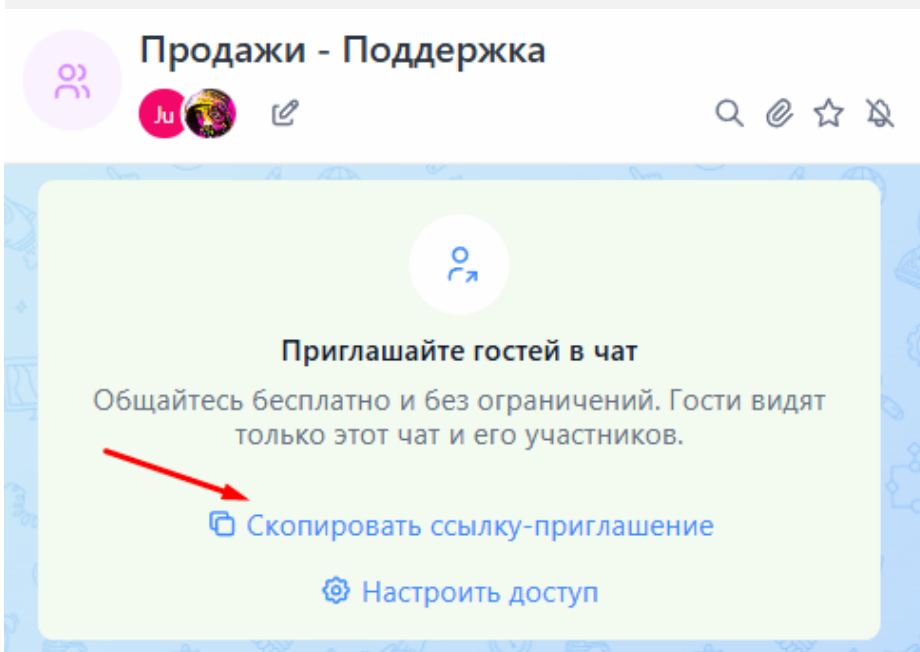 Продажи - Поддержка
Ju
Приглашайте гостей в чат
Общайтесь бесплатно и без ограничений. Гости видят
только этот чат и его участников.
Скопировать ссылку-приглашение
Настроить доступ